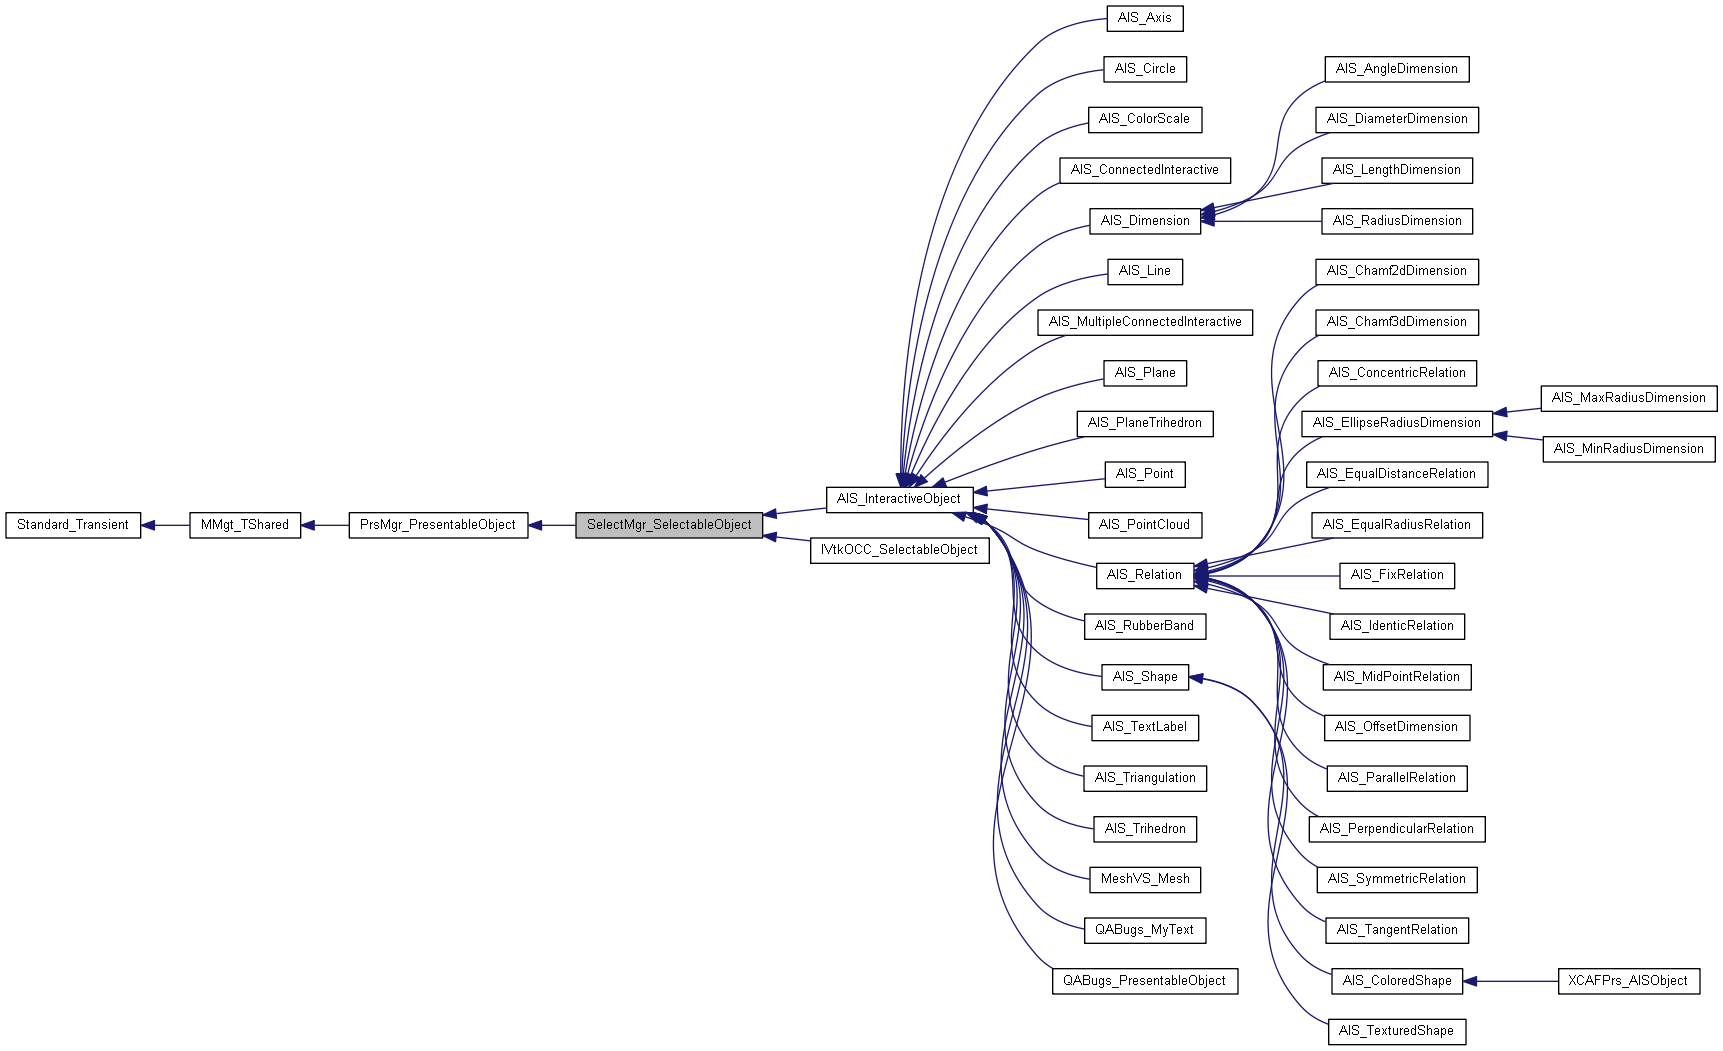 Standard_Transient
MMgt_TShared
PrsMgr_PresentableObject
SelectMgr_SelectableObject
AIS_InteractiveObject
IVtkOCC_SelectableObject
AIS_Axis
AIS_Circle
AIS_ColorScale
AIS_ConnectedInteractive
AIS_Dimension
AIS_Line
AIS_MultipleConnectedInteractive
AIS_Plane
AIS_PlaneTrihedron
AIS_Point
AIS_PointCloud
AIS_Relation
AIS_RubberBand
AIS_Shape
AIS_TextLabel
AIS_Triangulation
AIS_Trihedron
MeshVS_Mesh
QABugs_MyText
QABugs_PresentableObject
AIS_AngleDimension
AIS_DiameterDimension
AIS_LengthDimension
AIS_RadiusDimension
AIS_Chamf2dDimension
AIS_Chamf3dDimension
AIS_ConcentricRelation
AIS_EllipseRadiusDimension
AIS_EqualDistanceRelation
AIS_EqualRadiusRelation
AIS_FixRelation
AIS_IdenticRelation
AIS_MidPointRelation
AIS_OffsetDimension
AIS_ParallelRelation
AIS_PerpendicularRelation
AIS_SymmetricRelation
AIS_TangentRelation
AIS_ColoredShape
AIS_TexturedShape
AIS_MaxRadiusDimension
AIS_MinRadiusDimension
XCAFPrs_AISObject